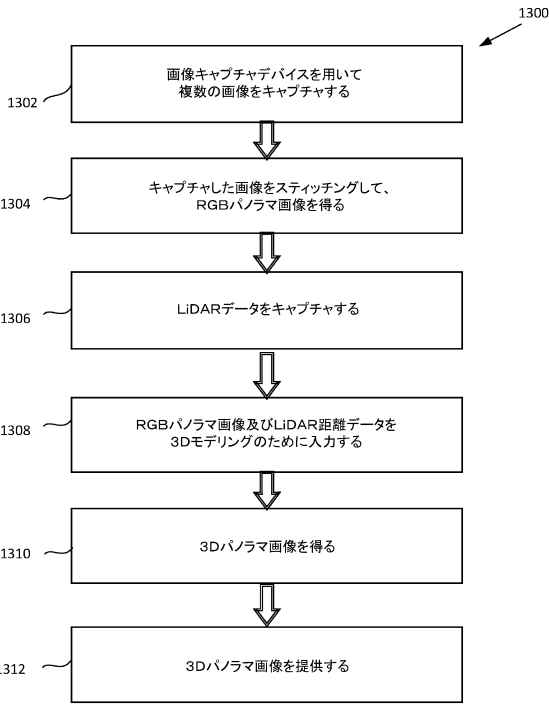 1300
画像キャプチャデバイスを用いて
複数の画像をキャプチャする
1302
キャプチャした画像をスティッチングして、
RGBパノラマ画像を得る
1304
LiDARデータをキャプチャする
1306
RGBパノラマ画像及びLiDAR距離データを
3Dモデリングのために入力する
1308
3Dパノラマ画像を得る
1310
3Dパノラマ画像を提供する
1312